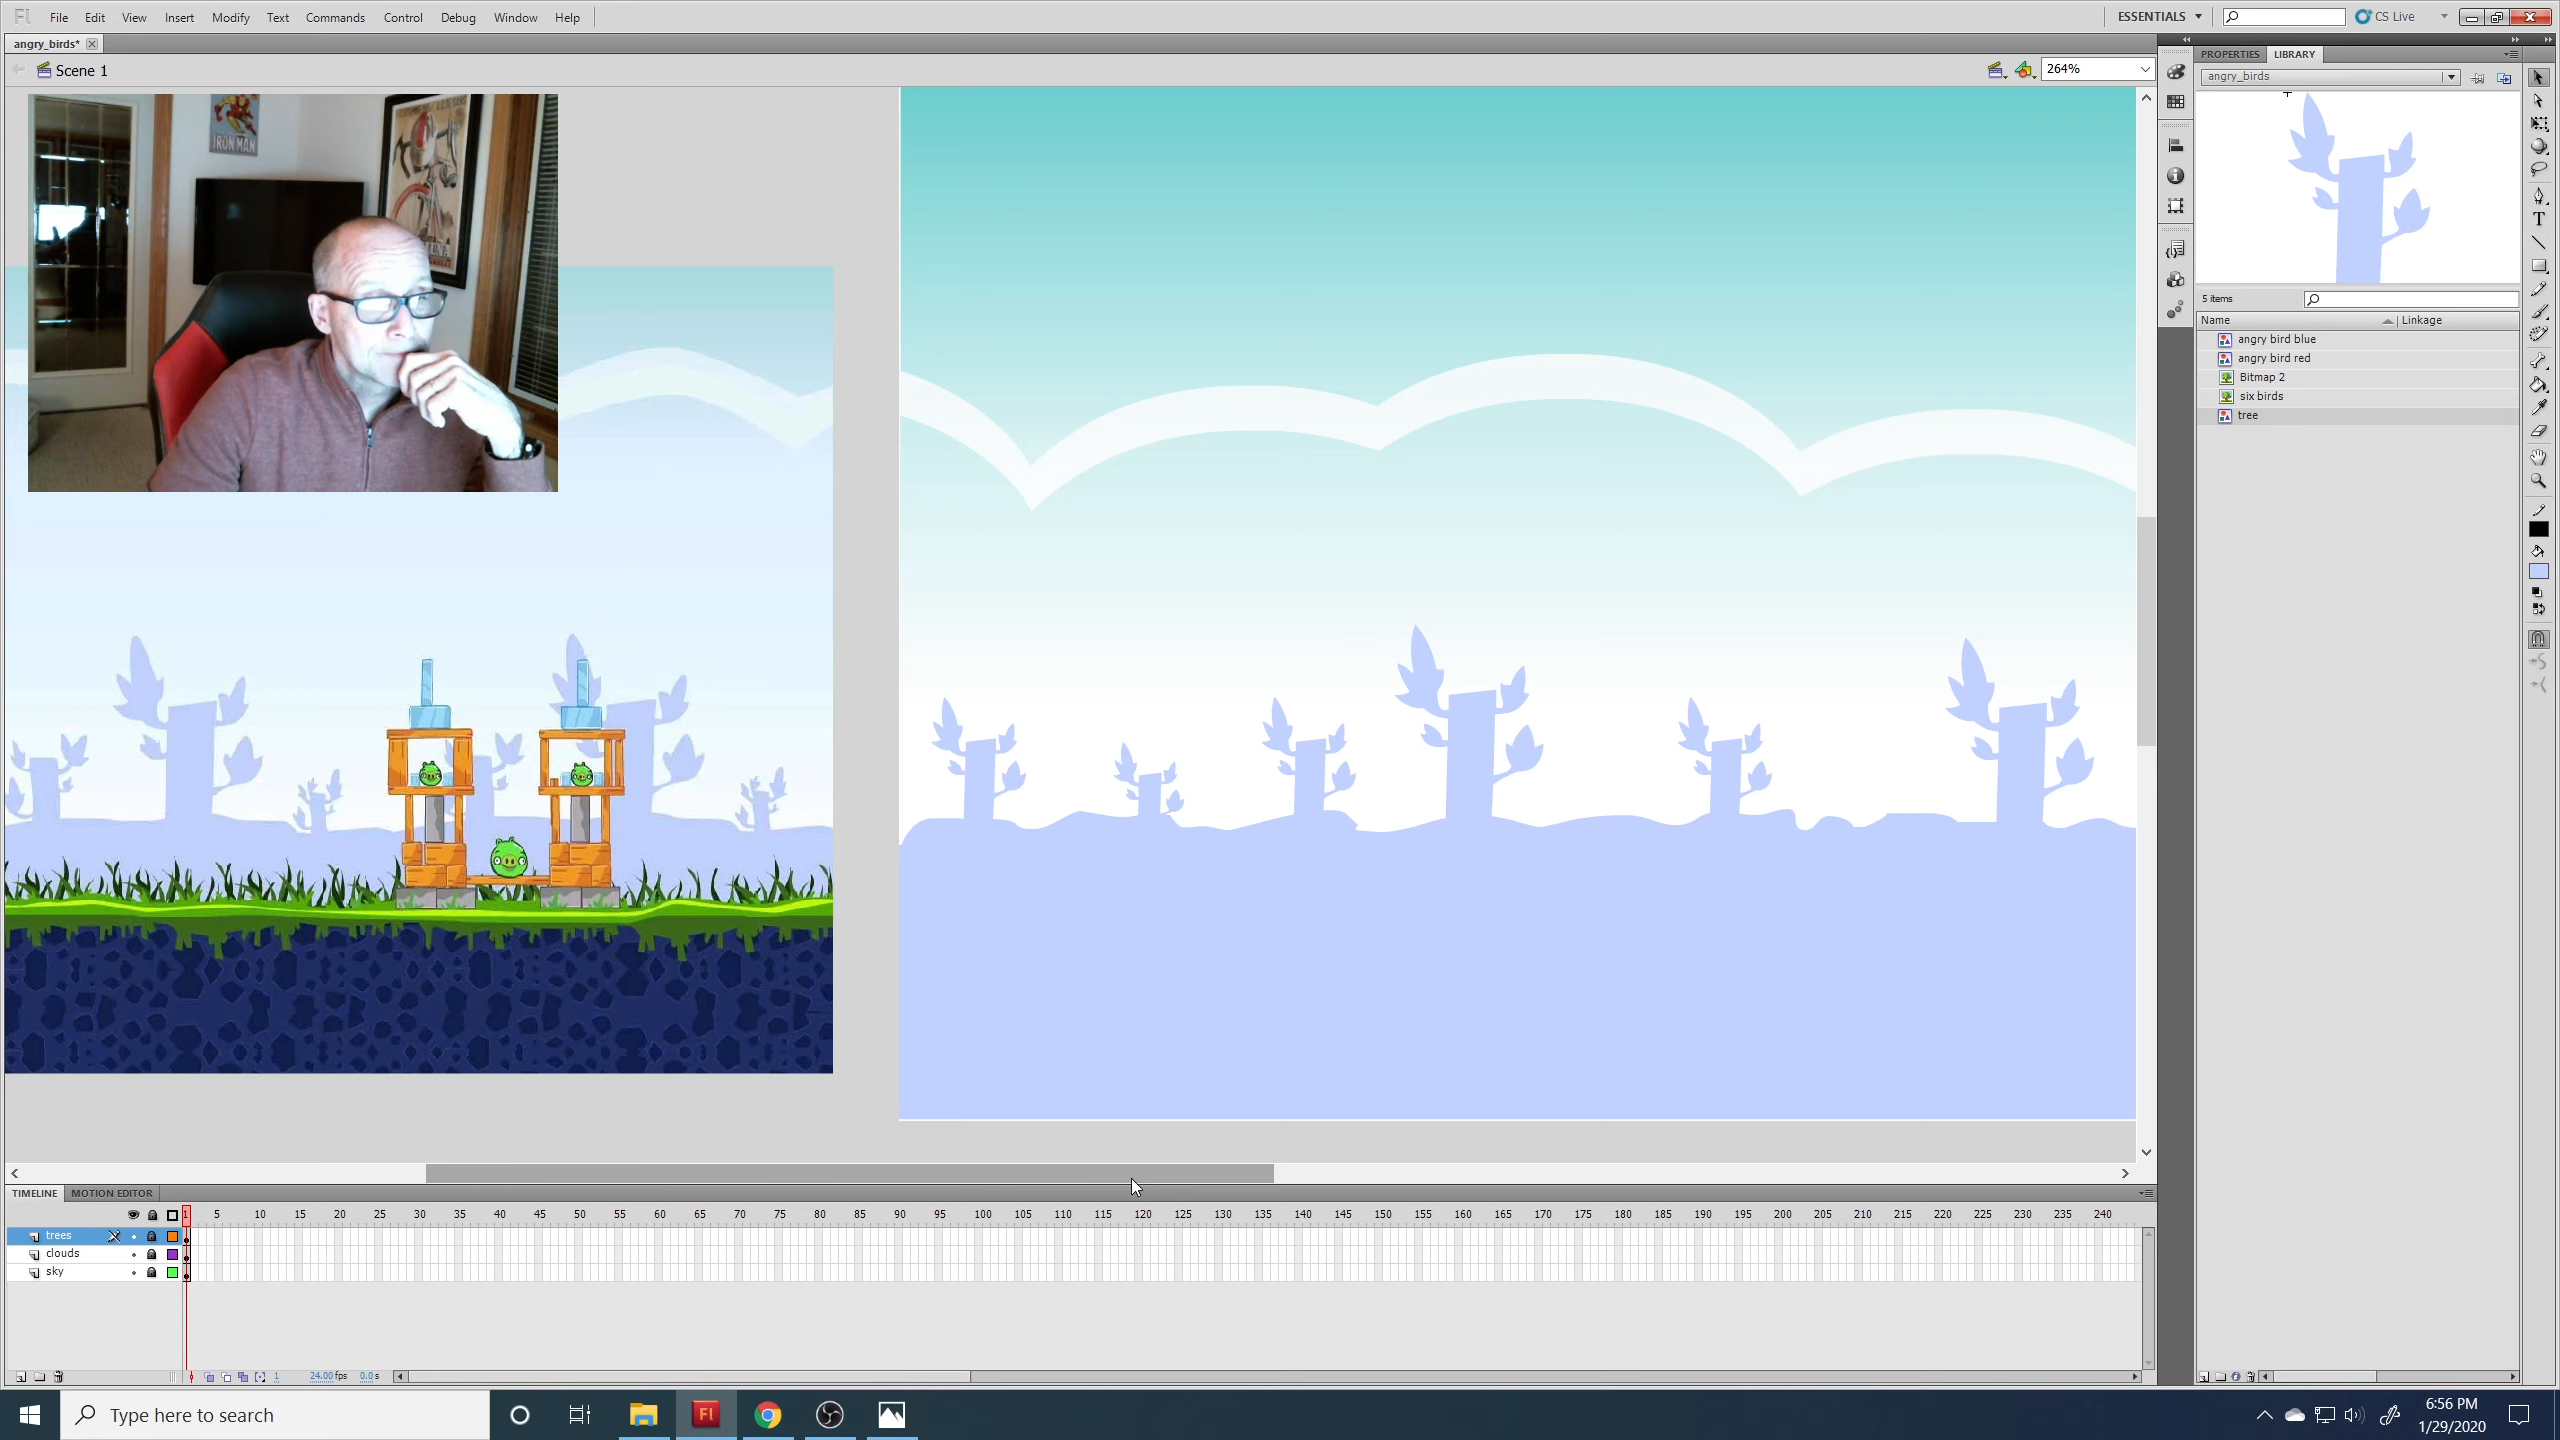 Fl File Edit View Insert Modify Text Commands Control Debug Window Help ESSENTIALS CS Live
angry_birds*
Scene 1 264%
PROPERTIES LIBRARY
angry_birds
IRON MAN
5 items
Name Linkage
angry bird blue
angry bird red
Bitmap 2
six birds
tree
TIMELINE MOTION EDITOR
1 5 10 15 20 25 30 35 40 45 50 55 60 65 70 75 80 85 90 95 100 105 110 115 120 125 130 135 140 145 150 155 160 165 170 175 180 185 190 195 200 205 210 215 220 225 230 235 240
trees
clouds
sky
1 24.00 fps 0.0 s
Type here to search Fl 6:56 PM
1/29/2020